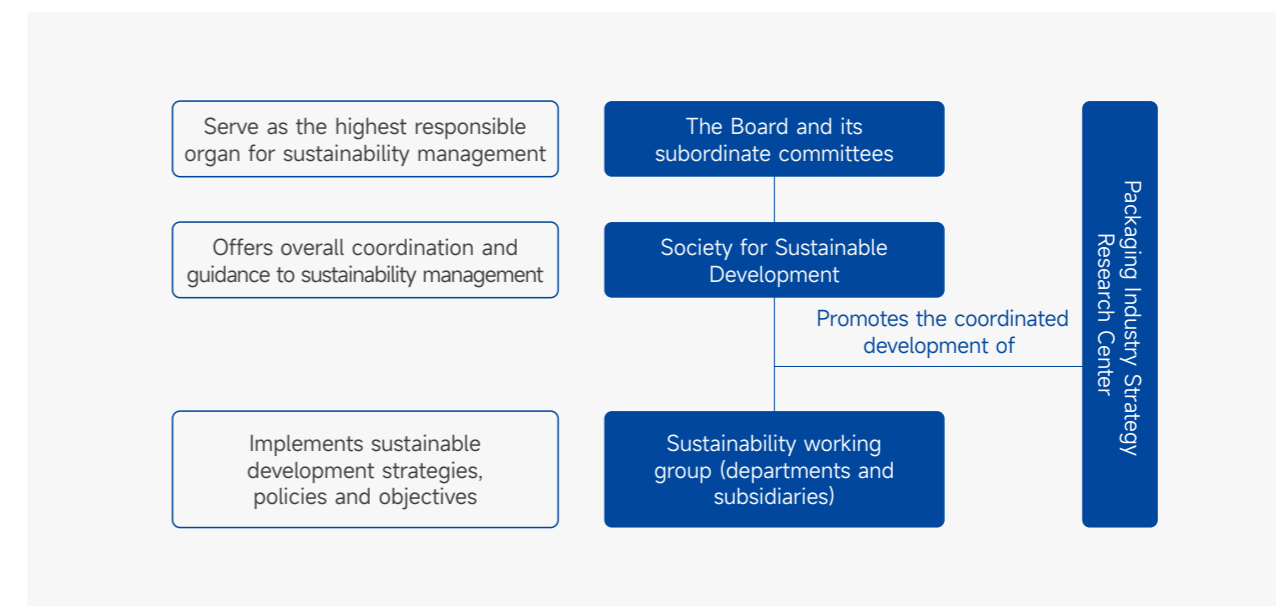 Serve as the highest responsible
organ for sustainability management
The Board and its
subordinate committees
Offers overall coordination and
guidance to sustainability management
Society for Sustainable
Development
Promotes the coordinated
development of
Implements sustainable
development strategies,
policies and objectives
Sustainability working
group (departments and
subsidiaries)
Packaging Industry Strategy
Research Center